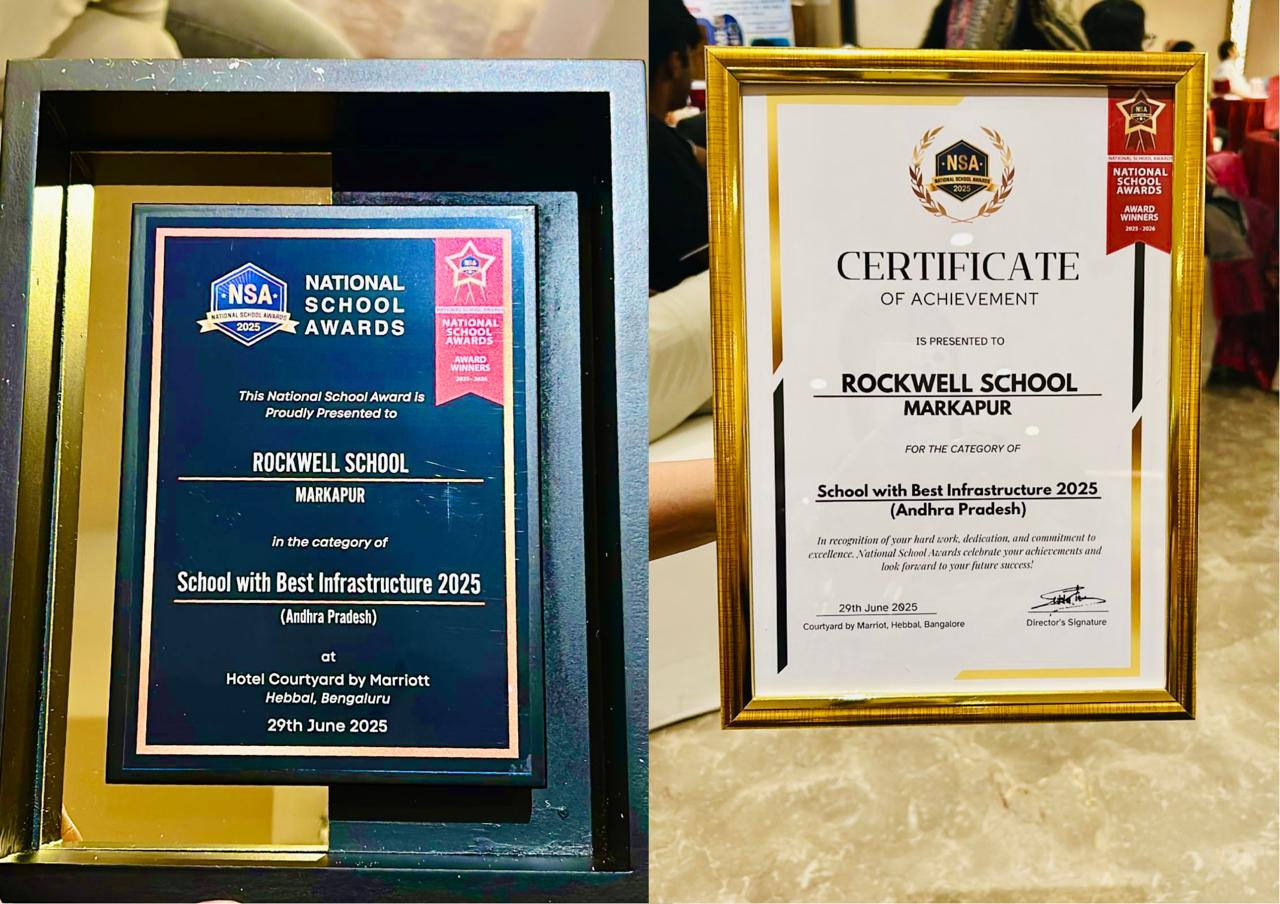 NSA
NATIONAL SCHOOL AWARDS
2025
NATIONAL
SCHOOL
AWARDS
NSA
NATIONAL SCHOOL AWARDS
NATIONAL
SCHOOL
AWARDS
AWARD
WINNERS
2025 - 2026
This National School Award is
Proudly Presented to
ROCKWELL SCHOOL
MARKAPUR
in the category of
School with Best Infrastructure 2025
(Andhra Pradesh)
at
Hotel Courtyard by Marriott
Hebbal, Bengaluru
29th June 2025
NSA
NATIONAL SCHOOL AWARDS
2025
NSA
NATIONAL SCHOOL AWARDS
NATIONAL
SCHOOL
AWARDS
AWARD
WINNERS
2025 - 2026
CERTIFICATE
OF ACHIEVEMENT
IS PRESENTED TO
ROCKWELL SCHOOL
MARKAPUR
FOR THE CATEGORY OF
School with Best Infrastructure 2025
(Andhra Pradesh)
In recognition of your hard work, dedication, and commitment to
excellence. National School Awards celebrate your achievements and
look forward to your future success!
29th June 2025
Courtyard by Marriot, Hebbal, Bangalore
Director's Signature